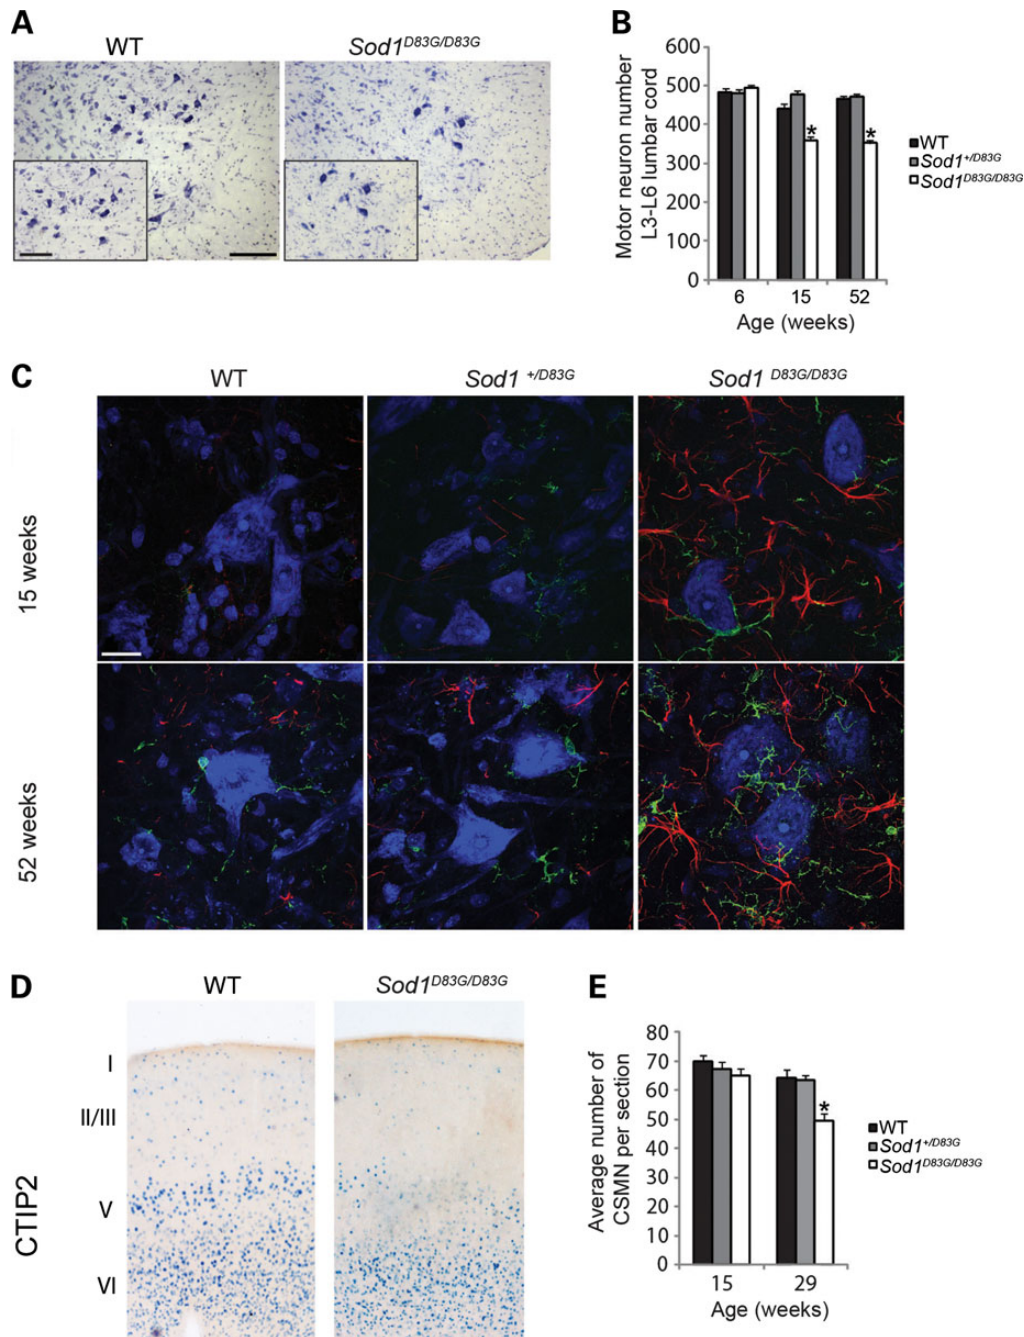 A
WT
Sod1D83G/D83G
B
600
500
400
300
200
100
0
Motor neuron number
L3-L6 lumbar cord
*
*
6
15
52
Age (weeks)
WT
Sod1+/D83G
Sod1D83G/D83G
C
WT
Sod1 +/D83G
Sod1 D83G/D83G
15 weeks
52 weeks
D
WT
Sod1D83G/D83G
CTIP2
I
II/III
V
VI
E
80
70
60
50
40
30
20
10
0
Average number of
CSMN per section
*
15
29
Age (weeks)
WT
Sod1+/D83G
Sod1D83G/D83G